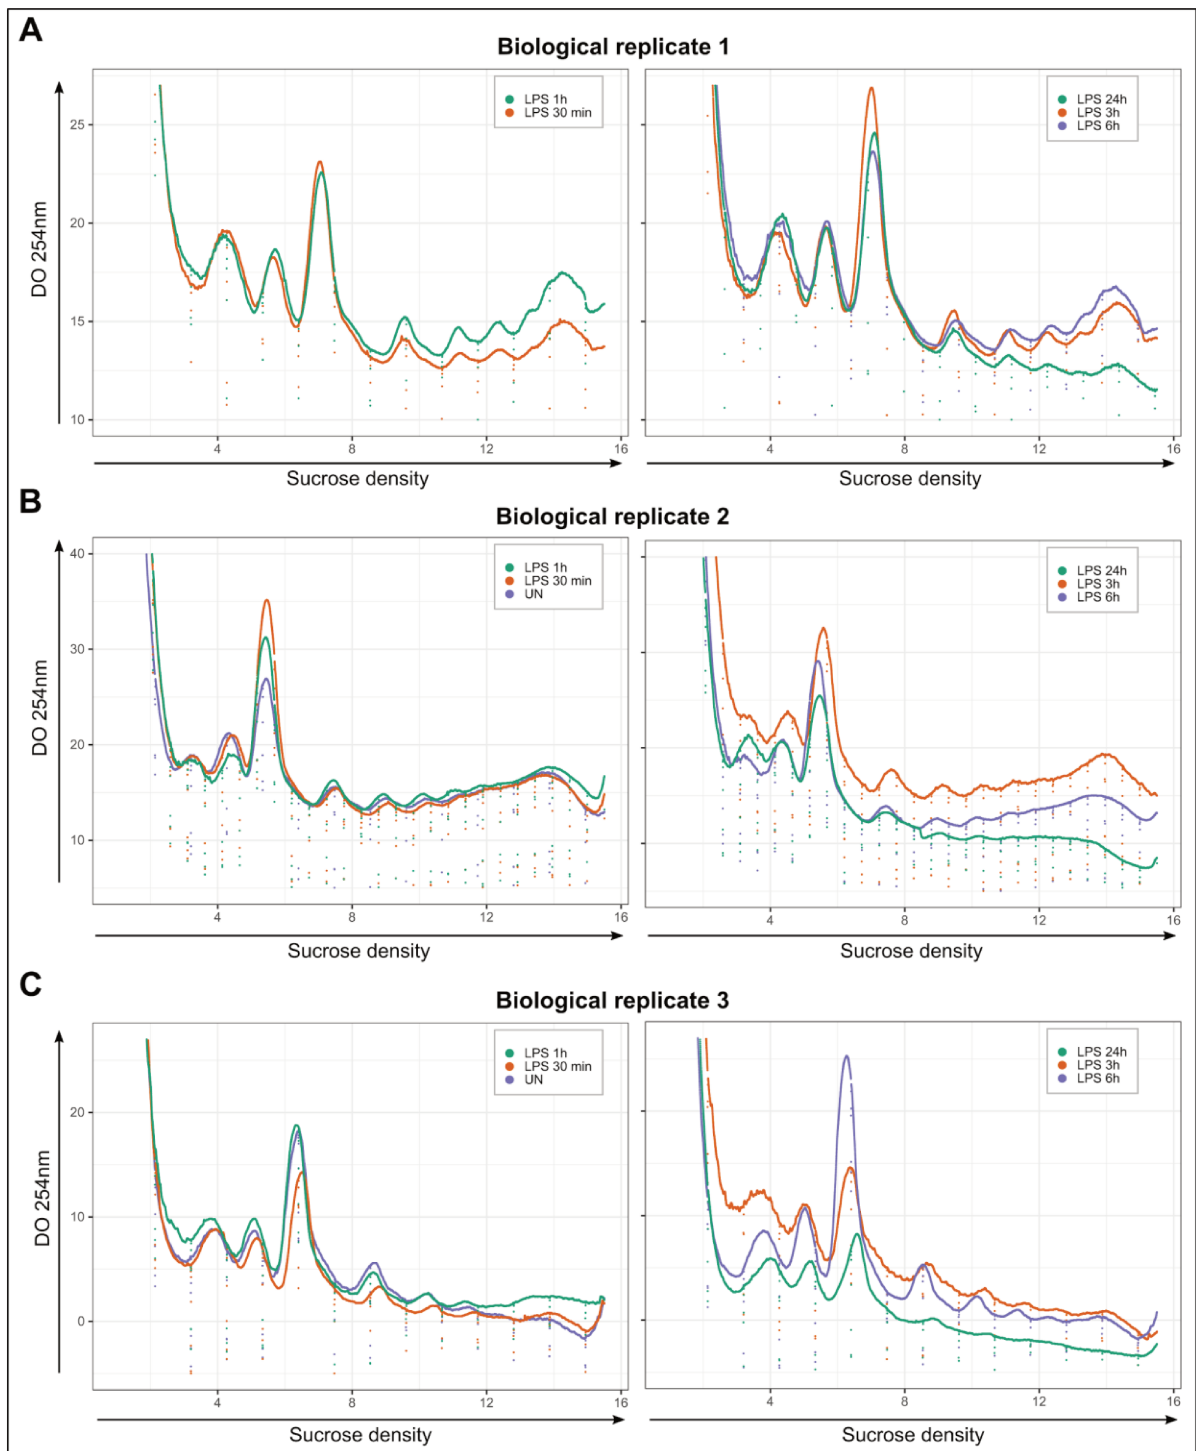 A
Biological replicate 1
LPS 1h
LPS 30 min
LPS 24h
LPS 3h
LPS 6h
25
20
15
10
DO 254nm
4 8 12 16
4 8 12 16
Sucrose density
Sucrose density
B
Biological replicate 2
LPS 1h
LPS 30 min
UN
LPS 24h
LPS 3h
LPS 6h
40
30
20
10
DO 254nm
4 8 12 16
4 8 12 16
Sucrose density
Sucrose density
C
Biological replicate 3
LPS 1h
LPS 30 min
UN
LPS 24h
LPS 3h
LPS 6h
20
10
0
DO 254nm
4 8 12 16
4 8 12 16
Sucrose density
Sucrose density